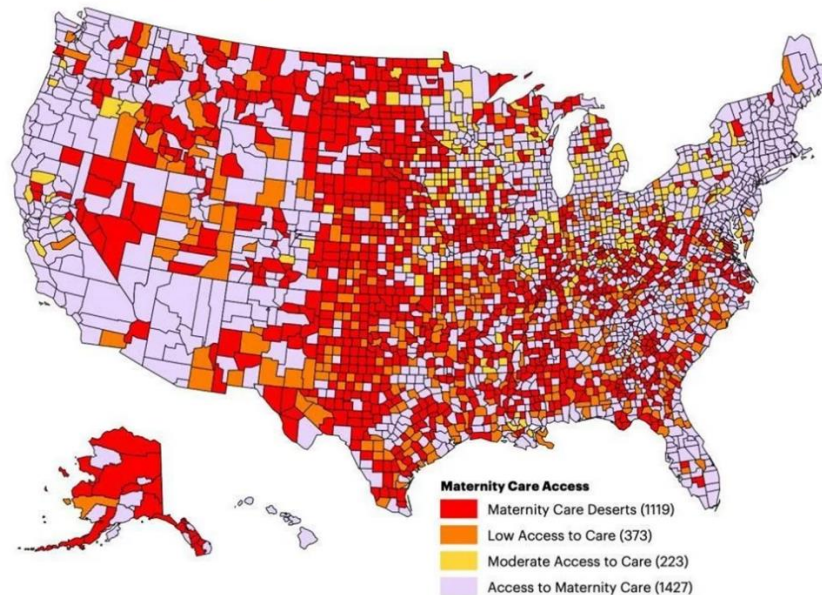 Maternity Care Access
Maternity Care Deserts (1119)
Low Access to Care (373)
Moderate Access to Care (223)
Access to Maternity Care (1427)